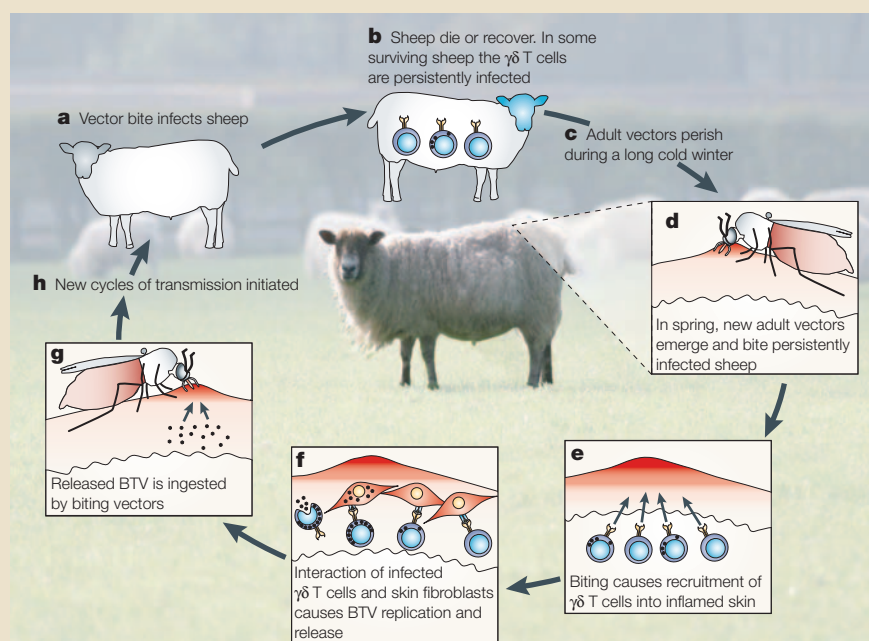 a Vector bite infects sheep
b Sheep die or recover. In some
surviving sheep the γδ T cells
are persistently infected
c Adult vectors perish
during a long cold winter
d
In spring, new adult vectors
emerge and bite persistently
infected sheep
e
Biting causes recruitment of
γδ T cells into inflamed skin
f
Interaction of infected
γδ T cells and skin fibroblasts
causes BTV replication and
release
g
Released BTV is ingested
by biting vectors
h New cycles of transmission initiated